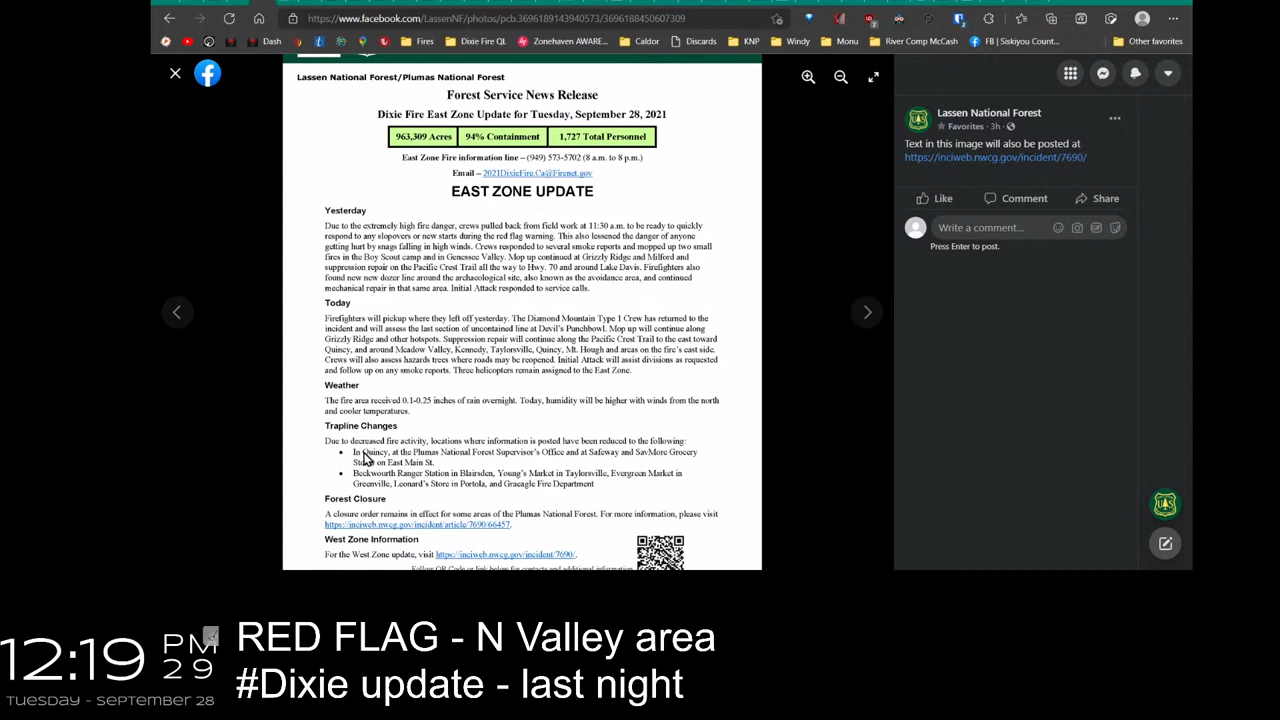 https://www.facebook.com/LassenNF/photos/pcb.3696189143940573/3696188450607309
Dash
Fires
Dixie Fire QL
Zonehaven AWARE...
Caldor
Discards
KNP
Windy
Monu
River Comp McCash
FB | Siskiyou Count...
Other favorites
Lassen National Forest/Plumas National Forest
Forest Service News Release
Dixie Fire East Zone Update for Tuesday, September 28, 2021
963,309 Acres 94% Containment 1,727 Total Personnel
East Zone Fire information line – (949) 573-5702 (8 a.m. to 8 p.m.)
Email – 2021DixieFire.Ca@Firenet.gov
EAST ZONE UPDATE
Yesterday
Due to the extremely high fire danger, crews pulled back from field work at 11:30 a.m. to be ready to quickly
respond to any slopovers or new starts during the red flag warning. This also lessened the danger of anyone
getting hurt by snags falling in high winds. Crews responded to several smoke reports and mopped up two small
fires in the Boy Scout camp and in Genessee Valley. Mop up continued at Grizzly Ridge and Milford and
suppression repair on the Pacific Crest Trail all the way to Hwy. 70 and around Lake Davis. Firefighters also
found new new dozer line around the archaeological site, also known as the avoidance area, and continued
mechanical repair in that same area. Initial Attack responded to service calls.
Today
Firefighters will pickup where they left off yesterday. The Diamond Mountain Type 1 Crew has returned to the
incident and will assess the last section of uncontained line at Devil's Punchbowl. Mop up will continue along
Grizzly Ridge and other hotspots. Suppression repair will continue along the Pacific Crest Trail to the east toward
Quincy, and around Meadow Valley, Kennedy, Taylorsville, Quincy, Mt. Hough and areas on the fire's east side.
Crews will also assess hazards trees where roads may be reopened. Initial Attack will assist divisions as requested
and follow up on any smoke reports. Three helicopters remain assigned to the East Zone.
Weather
The fire area received 0.1-0.25 inches of rain overnight. Today, humidity will be higher with winds from the north
and cooler temperatures.
Trapline Changes
Due to decreased fire activity, locations where information is posted have been reduced to the following:
• In Quincy, at the Plumas National Forest Supervisor's Office and at Safeway and SavMore Grocery
Store on East Main St.
• Beckwourth Ranger Station in Blairsden, Young's Market in Taylorsville, Evergreen Market in
Greenville, Leonard's Store in Portola, and Graeagle Fire Department
Forest Closure
A closure order remains in effect for some areas of the Plumas National Forest. For more information, please visit
https://inciweb.nwcg.gov/incident/article/7690/66457.
West Zone Information
For the West Zone update, visit https://inciweb.nwcg.gov/incident/7690/.
Follow QR Code or link below for contacts and additional information
Lassen National Forest
Favorites · 3h ·
Text in this image will also be posted at
https://inciweb.nwcg.gov/incident/7690/
Like Comment Share
Write a comment...
Press Enter to post.
12:19 PM
29
TUESDAY - SEPTEMBER 28
RED FLAG - N Valley area
#Dixie update - last night